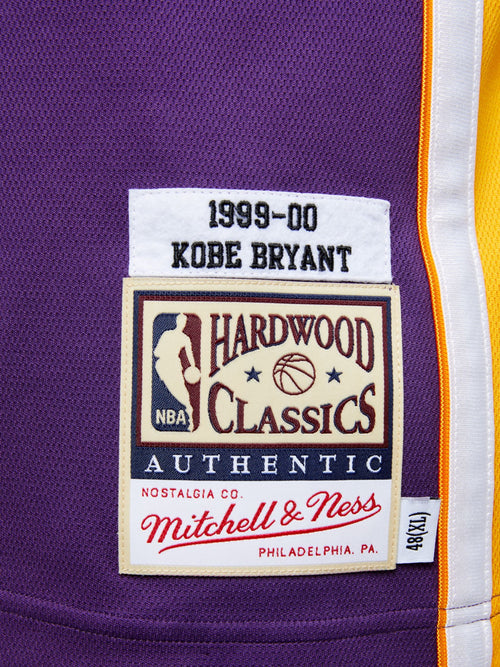 1999-00
KOBE BRYANT
HARDWOOD
CLASSICS
NBA
AUTHENTIC
NOSTALGIA CO.
Mitchell & Ness
PHILADELPHIA. PA.
48(XL)